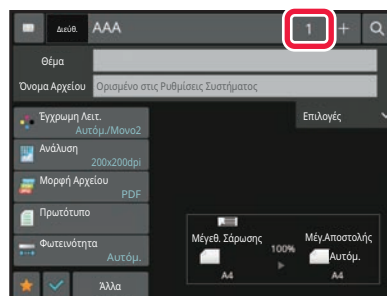 Διεύθ. AAA 1 +
Θέμα
Όνομα Αρχείου Ορισμένο στις Ρυθμίσεις Συστήματος
Έγχρωμη Λειτ.
Αυτόμ./Μονο2
Επιλογές
Ανάλυση
200x200dpi
Μορφή Αρχείου
PDF
Πρωτότυπο
Φωτεινότητα
Αυτόμ.
Άλλα
Μέγεθ. Σάρωσης 100% Μέγ.Αποστολής
Αυτόμ.
A4 A4